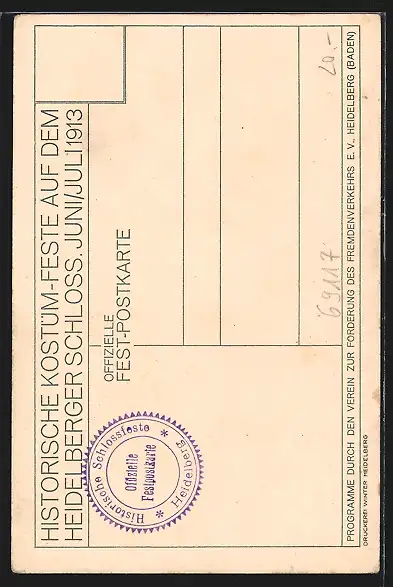 HISTORISCHE KOSTÜM-FESTE AUF DEM
HEIDELBERGER SCHLOSS. JUNI/JULI 1913
OFFIZIELLE
FEST-POSTKARTE
Historische Schlossfeste * Heidelberg *
Offizielle
Festpostkarte
20.-
69117
PROGRAMME DURCH DEN VEREIN ZUR FÖRDERUNG DES FREMDENVERKEHRS E.V., HEIDELBERG (BADEN)
DRUCKEREI WINTER HEIDELBERG